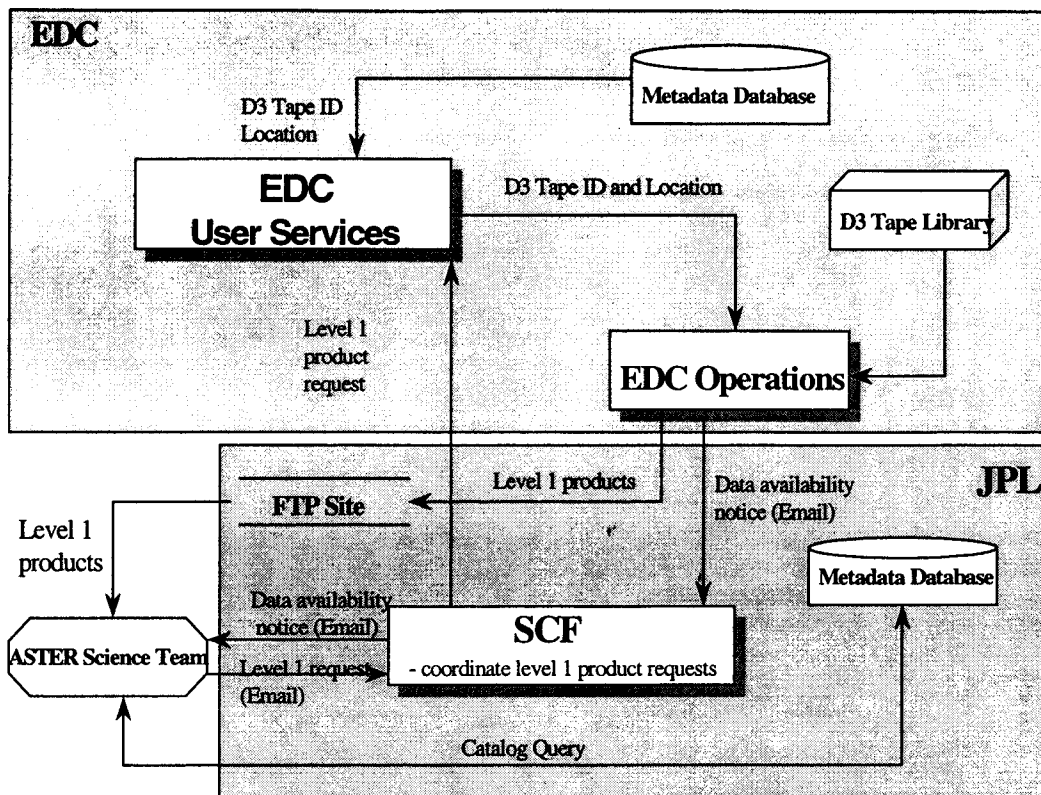 EDC
Metadata Database
D3 Tape ID
Location
EDC
User Services
D3 Tape ID and Location
D3 Tape Library
Level 1
product
request
EDC Operations
JPL
FTP Site
Level 1 products
Data availability
notice (Email)
Level 1
products
Metadata Database
Data availability
notice (Email)
SCF
- coordinate level 1 product requests
ASTER Science Team
Level 1 request
(Email)
Catalog Query